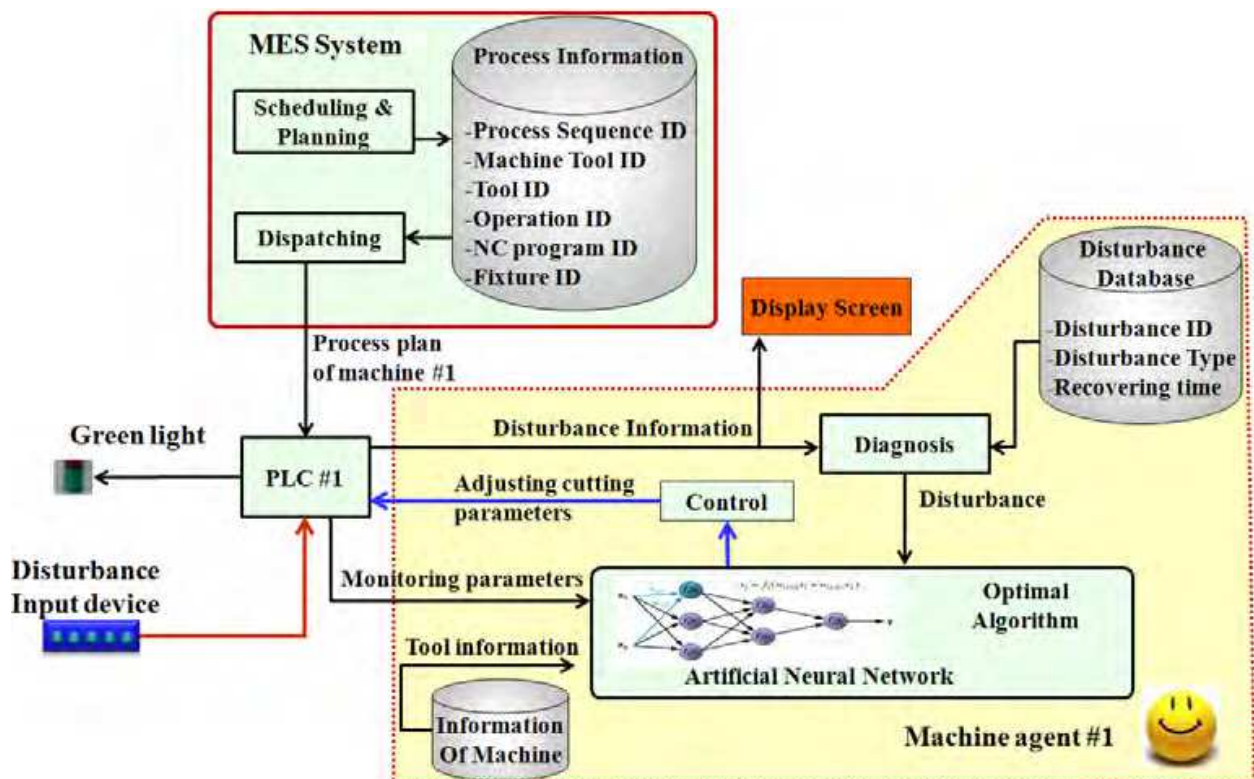 MES System
Process Information
Scheduling &
Planning
-Process Sequence ID
-Machine Tool ID
-Tool ID
-Operation ID
-NC program ID
-Fixture ID
Dispatching
Disturbance
Database
-Disturbance ID
-Disturbance Type
-Recovering time
Display Screen
Process plan
of machine #1
Green light
PLC #1
Disturbance Information
Diagnosis
Adjusting cutting
parameters
Control
Disturbance
Disturbance
Input device
Monitoring parameters
Optimal
Algorithm
Artificial Neural Network
Tool information
Information
Of Machine
Machine agent #1